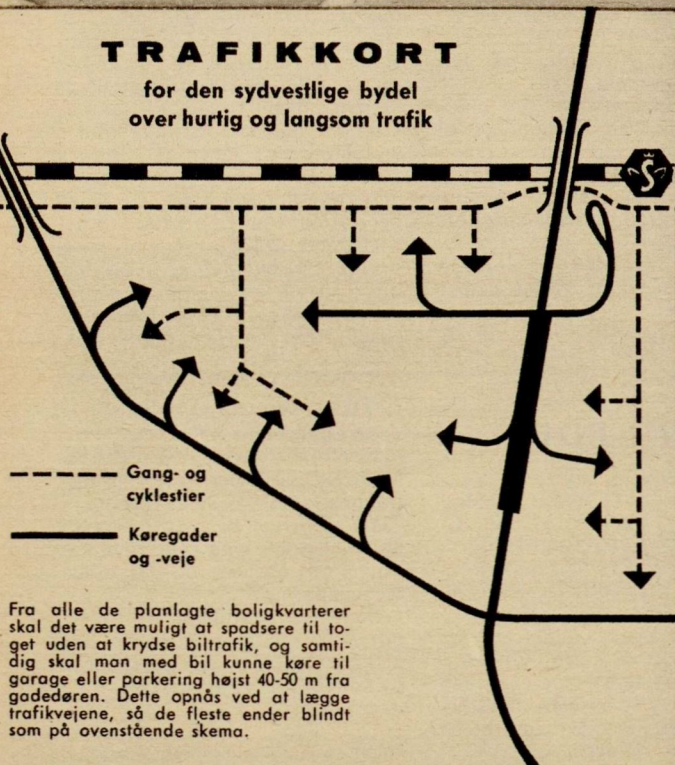 TRAFIKKORT
for den sydvestlige bydel
over hurtig og langsom trafik
S
Gang- og
cyklestier
Køregader
og -veje
Fra alle de planlagte boligkvarterer
skal det være muligt at spadsere til to-
get uden at krydse biltrafik, og samti-
dig skal man med bil kunne køre til
garage eller parkering højst 40-50 m fra
gadedøren. Dette opnås ved at lægge
trafikvejene, så de fleste ender blindt
som på ovenstående skema.